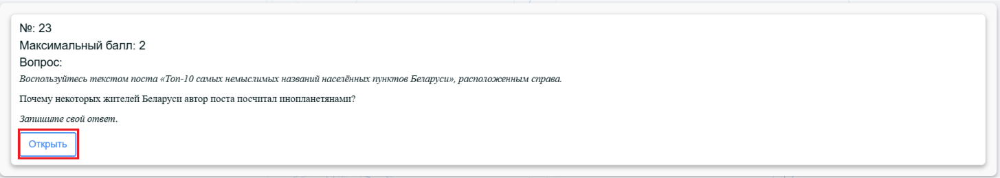 №: 23
Максимальный балл: 2
Вопрос:
Воспользуйтесь текстом поста «Топ-10 самых немыслимых названий населённых пунктов Беларуси», расположенным справа.
Почему некоторых жителей Беларуси автор поста посчитал инопланетянами?
Запишите свой ответ.
Открыть